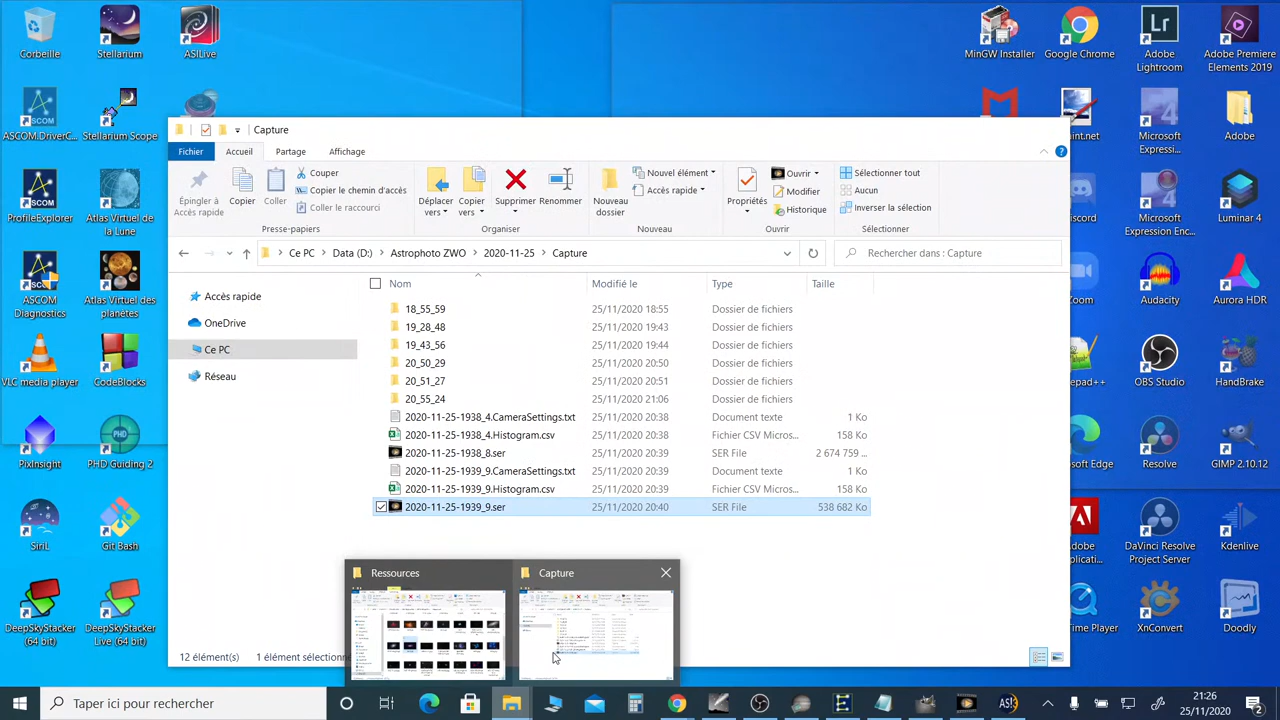 Corbeille
Stellarium
ASILive
MinGW Installer
Google Chrome
Adobe Lightroom
Adobe Premiere Elements 2019
ASCOM.DriverC...
Stellarium Scope
Microsoft Expressi...
Adobe
Capture
Fichier
Accueil
Partage
Affichage
Épingler à Accès rapide
Copier
Coller
Couper
Copier le chemin d'accès
Coller le raccourci
Presse-papiers
Déplacer vers
Copier vers
Supprimer
Renommer
Organiser
Nouveau dossier
Nouvel élément
Accès rapide
Nouveau
Propriétés
Ouvrir
Modifier
Historique
Ouvrir
Sélectionner tout
Aucun
Inverser la sélection
Sélectionner
Ce PC > Data (D:) > Astrophoto ZWO > 2020-11-25 > Capture
Rechercher dans : Capture
Nom Modifié le Type Taille
18_55_59 25/11/2020 18:55 Dossier de fichiers
19_28_48 25/11/2020 19:43 Dossier de fichiers
19_43_56 25/11/2020 19:44 Dossier de fichiers
20_50_29 25/11/2020 20:50 Dossier de fichiers
20_51_27 25/11/2020 20:51 Dossier de fichiers
20_55_24 25/11/2020 21:06 Dossier de fichiers
2020-11-25-1938_4.CameraSettings.txt 25/11/2020 20:38 Document texte 1 Ko
2020-11-25-1938_4.Histogram.csv 25/11/2020 20:38 Fichier CSV Micros... 158 Ko
2020-11-25-1938_8.ser 25/11/2020 20:39 SER File 2 674 759 ...
2020-11-25-1939_9.CameraSettings.txt 25/11/2020 20:39 Document texte 1 Ko
2020-11-25-1939_9.Histogram.csv 25/11/2020 20:39 Fichier CSV Micros... 158 Ko
2020-11-25-1939_9.ser 25/11/2020 20:40 SER File 538 682 Ko
Accès rapide
OneDrive
Ce PC
Réseau
ProfileExplorer
Atlas Virtuel de la Lune
Microsoft Expression Enc...
Luminar 4
ASCOM Diagnostics
Atlas Virtuel des planètes
Audacity
Aurora HDR
VLC media player
CodeBlocks
OBS Studio
HandBrake
PixInsight
PHD Guiding 2
Resolve
GIMP 2.10.12
SiriL
Git Bash
DaVinci Resolve Project Server
Kdenlive
XnConvert
Doodly
Ressources
Capture
Taper ici pour rechercher
21:26
25/11/2020